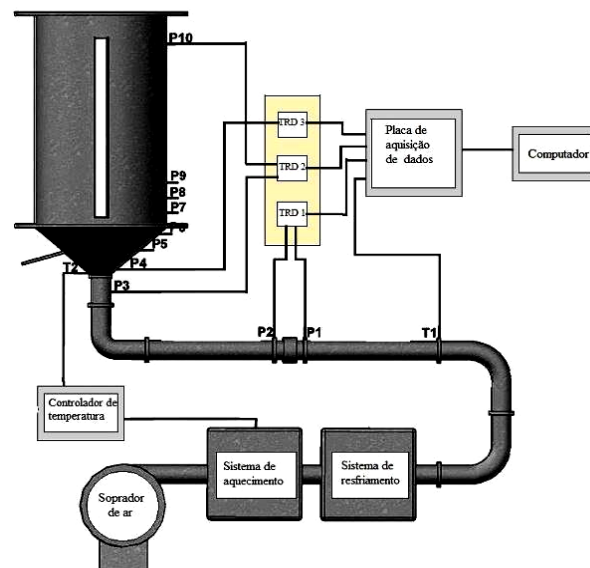 P10
TRD 3
Placa de
aquisição
de dados
Computador
TRD 2
P9
P8
P7
TRD 1
P6
P5
P4
T2
P3
P2
P1
T1
Controlador de
temperatura
Sistema de
aquecimento
Sistema de
resfriamento
Soprador
de ar